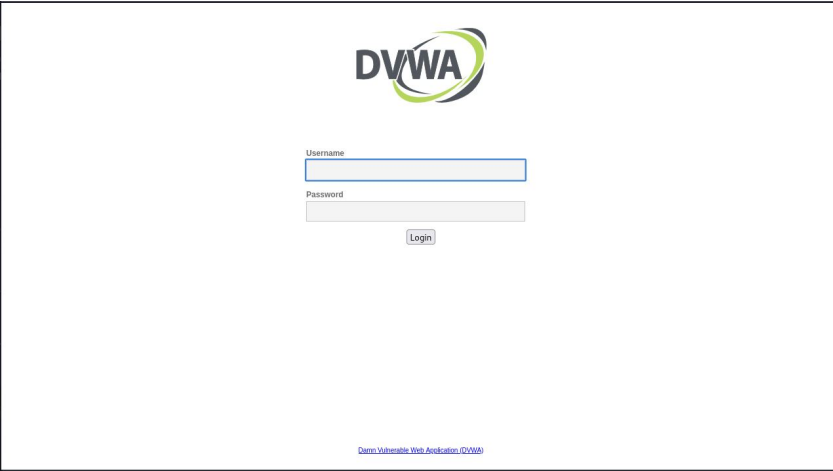 DVWA
Username
Password
Login
Damn Vulnerable Web Application (DVWA)